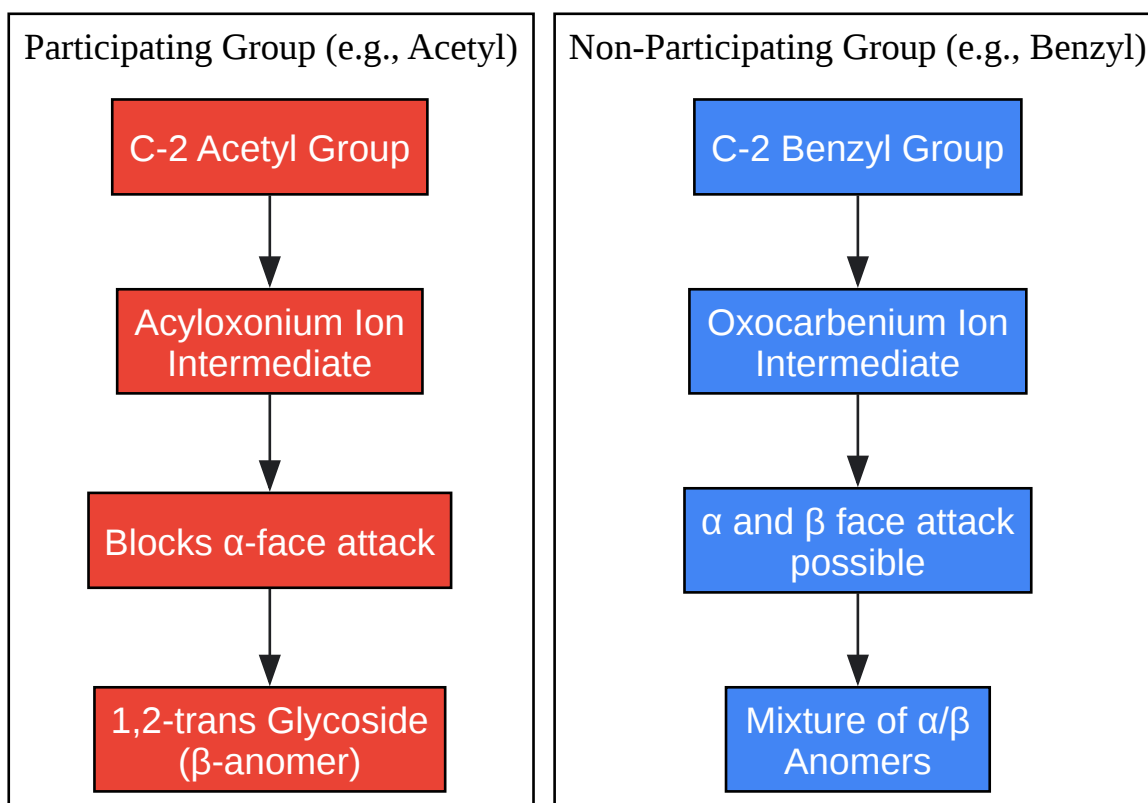 Participating Group (e.g., Acetyl)
C-2 Acetyl Group
Acyloxonium Ion
Intermediate
Blocks α-face attack
1,2-trans Glycoside
(β-anomer)
Non-Participating Group (e.g., Benzyl)
C-2 Benzyl Group
Oxocarbenium Ion
Intermediate
α and β face attack
possible
Mixture of α/β
Anomers